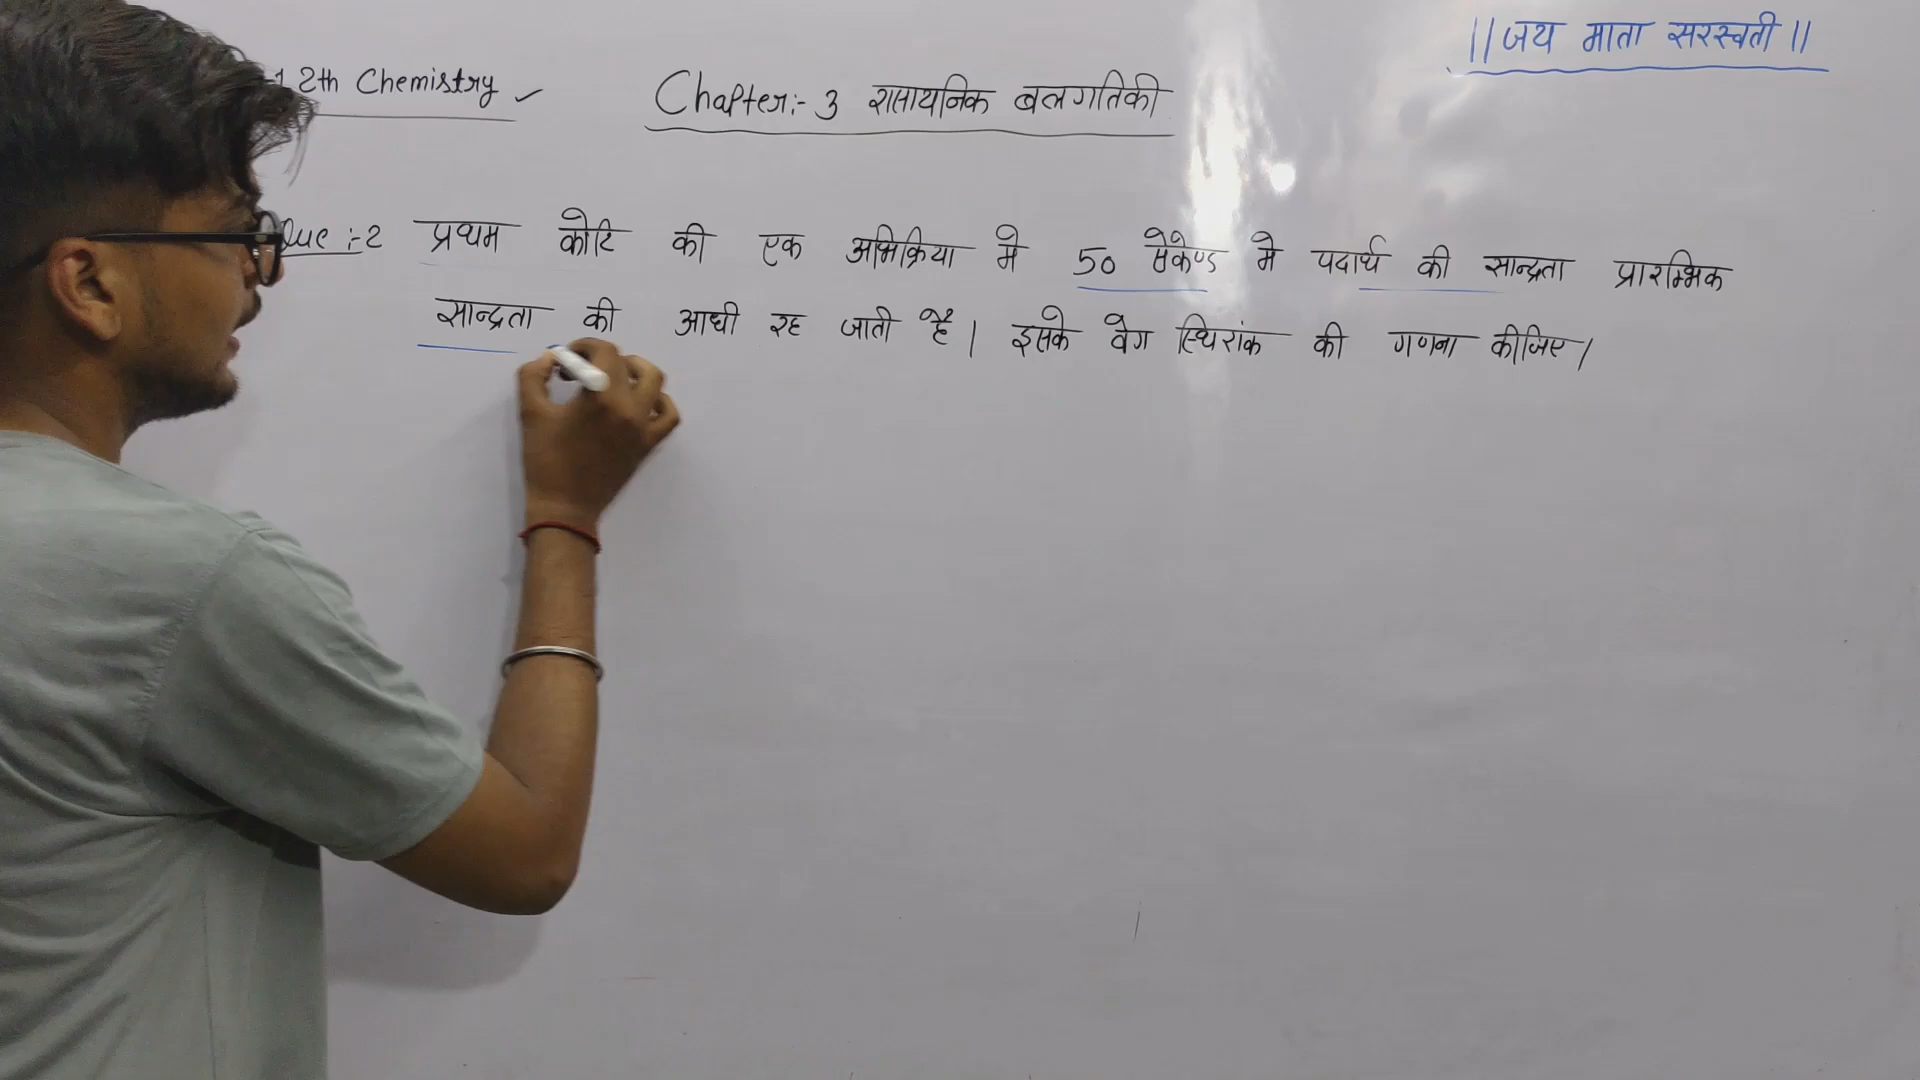 ||जय माता सरस्वती||
12th Chemistry
Chapter:- 3 रासायनिक बलगतिकी
Que :-2 प्रथम कोटि की एक अभिक्रिया मे 50 सेकेण्ड मे पदार्थ की सान्द्रता प्रारम्भिक
सान्द्रता की आधी रह जाती है। इसके वेग स्थिरांक की गणना कीजिए।